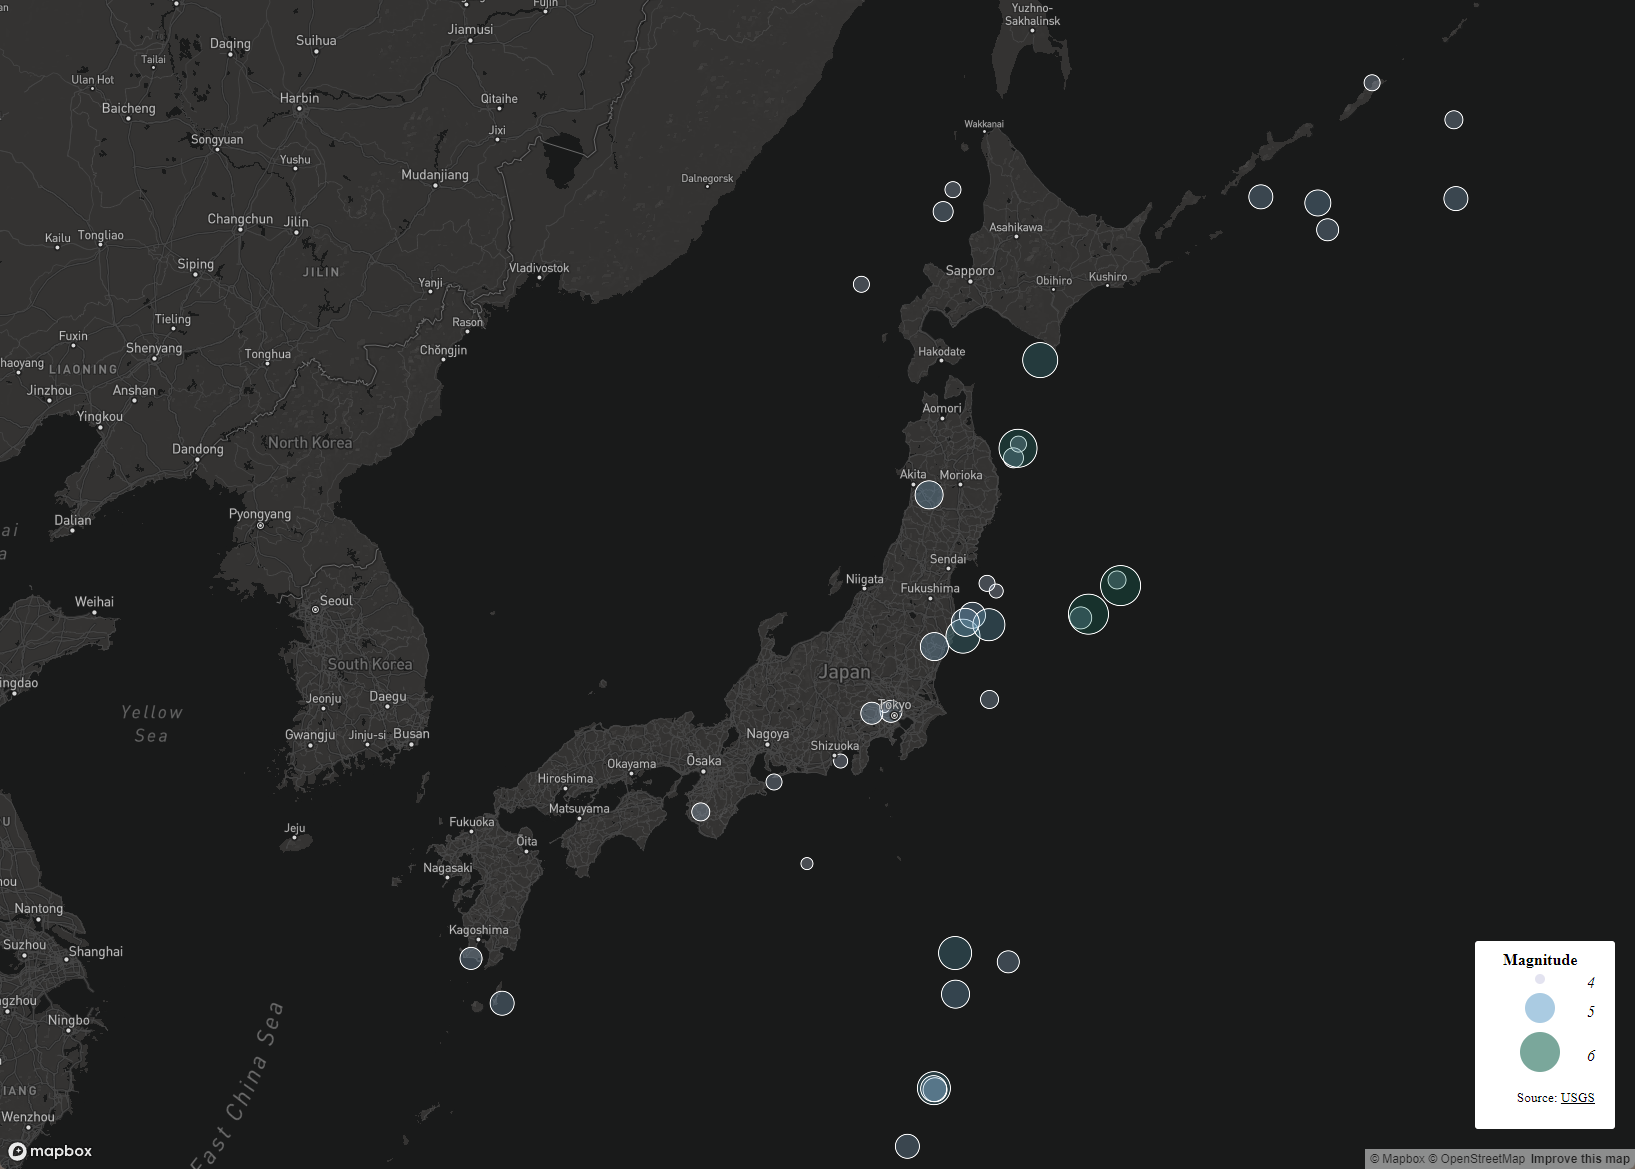 Fujin
Yuzhno-
Sakhalinsk
Jiamusi
Daqing
Suihua
Tailai
Ulan Hot
Harbin
Qitaihe
Baicheng
Songyuan
Jixi
Wakkanai
Yushu
Mudanjiang
Dalnegorsk
Changchun
Jilin
Kailu
Tongliao
Asahikawa
Siping
JILIN
Vladivostok
Sapporo
Yanji
Obihiro
Kushiro
Tieling
Rason
Fuxin
Shenyang
Tonghua
Chŏngjin
Hakodate
haoyang
LIAONING
Jinzhou
Anshan
Yingkou
Aomori
North Korea
Dandong
Akita
Morioka
Pyongyang
Dalian
ai
a
Sendai
Niigata
Fukushima
Weihai
Seoul
South Korea
Japan
ingdao
Jeonju
Daegu
Tokyo
Yellow
Sea
Gwangju
Jinju-si
Busan
Nagoya
Shizuoka
Ōsaka
Okayama
Hiroshima
Matsuyama
Jeju
Fukuoka
U
Ōita
Nagasaki
hou
Nantong
Kagoshima
Suzhou
Shanghai
gzhou
Ningbo
East China Sea
IANG
Wenzhou
Magnitude
4
5
6
Source: USGS
mapbox
© Mapbox © OpenStreetMap Improve this map